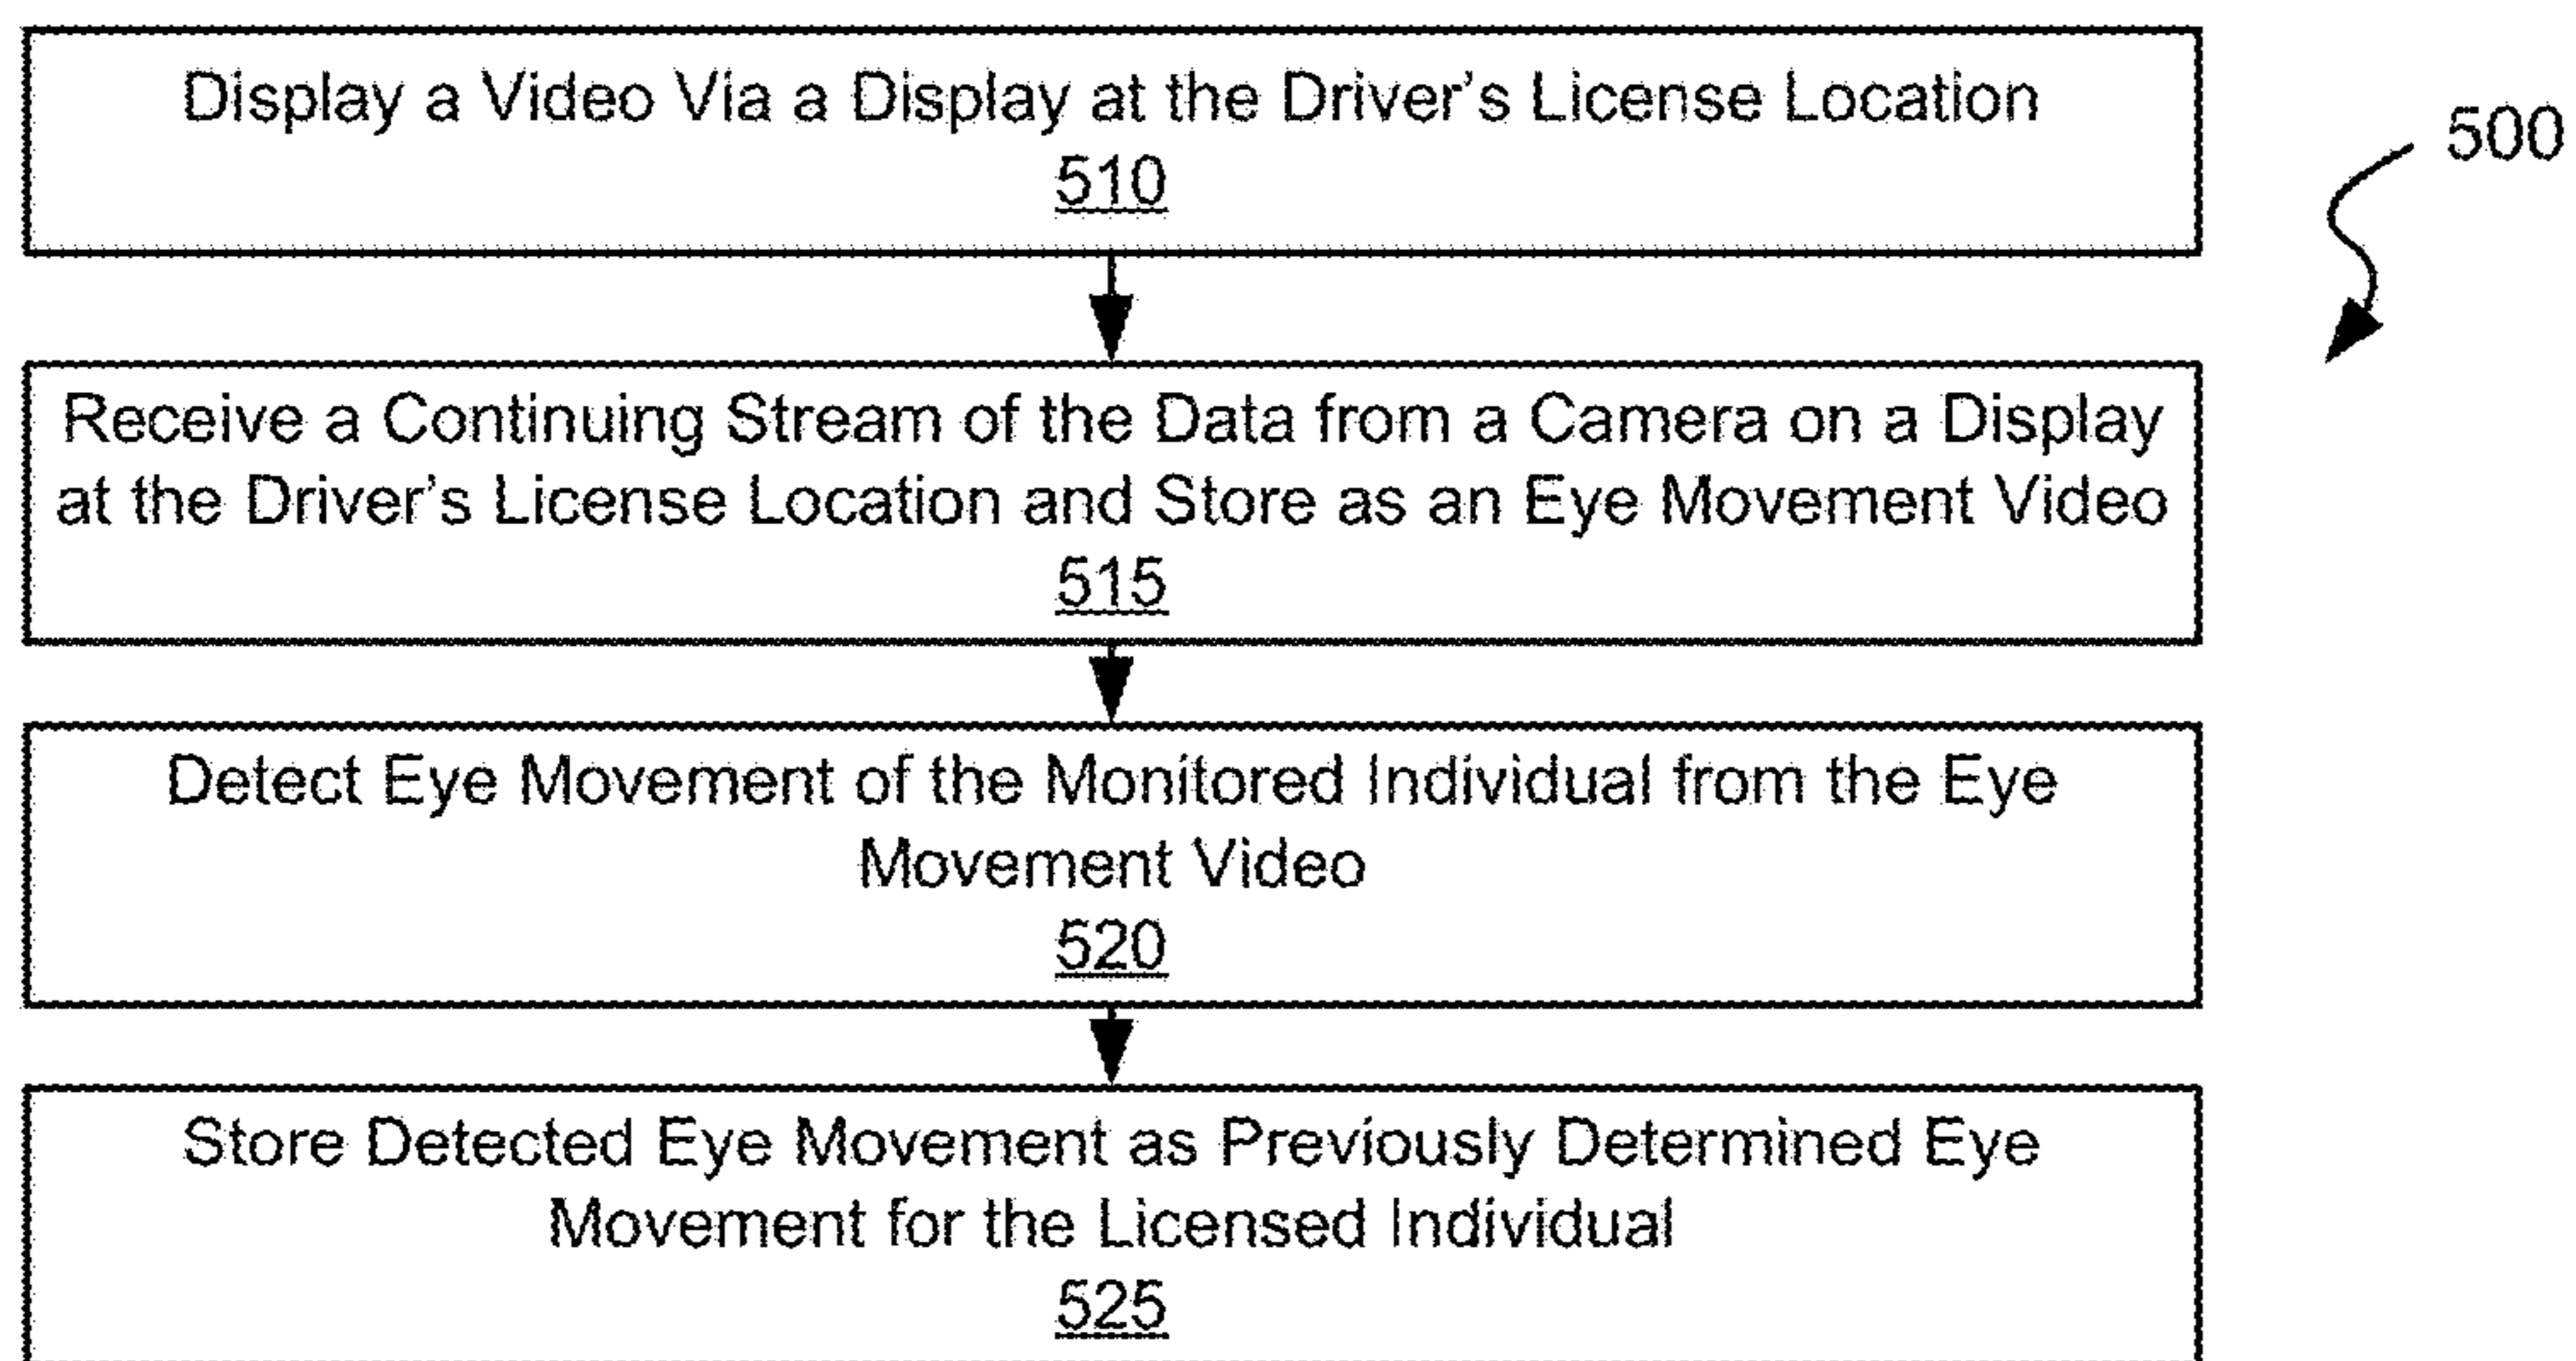 Display a Video Via a Display at the Driver's License Location
510
500
Receive a Continuing Stream of the Data from a Camera on a Display
at the Driver's License Location and Store as an Eye Movement Video
515
Detect Eye Movement of the Monitored Individual from the Eye
Movement Video
520
Store Detected Eye Movement as Previously Determined Eye
Movement for the Licensed Individual
525